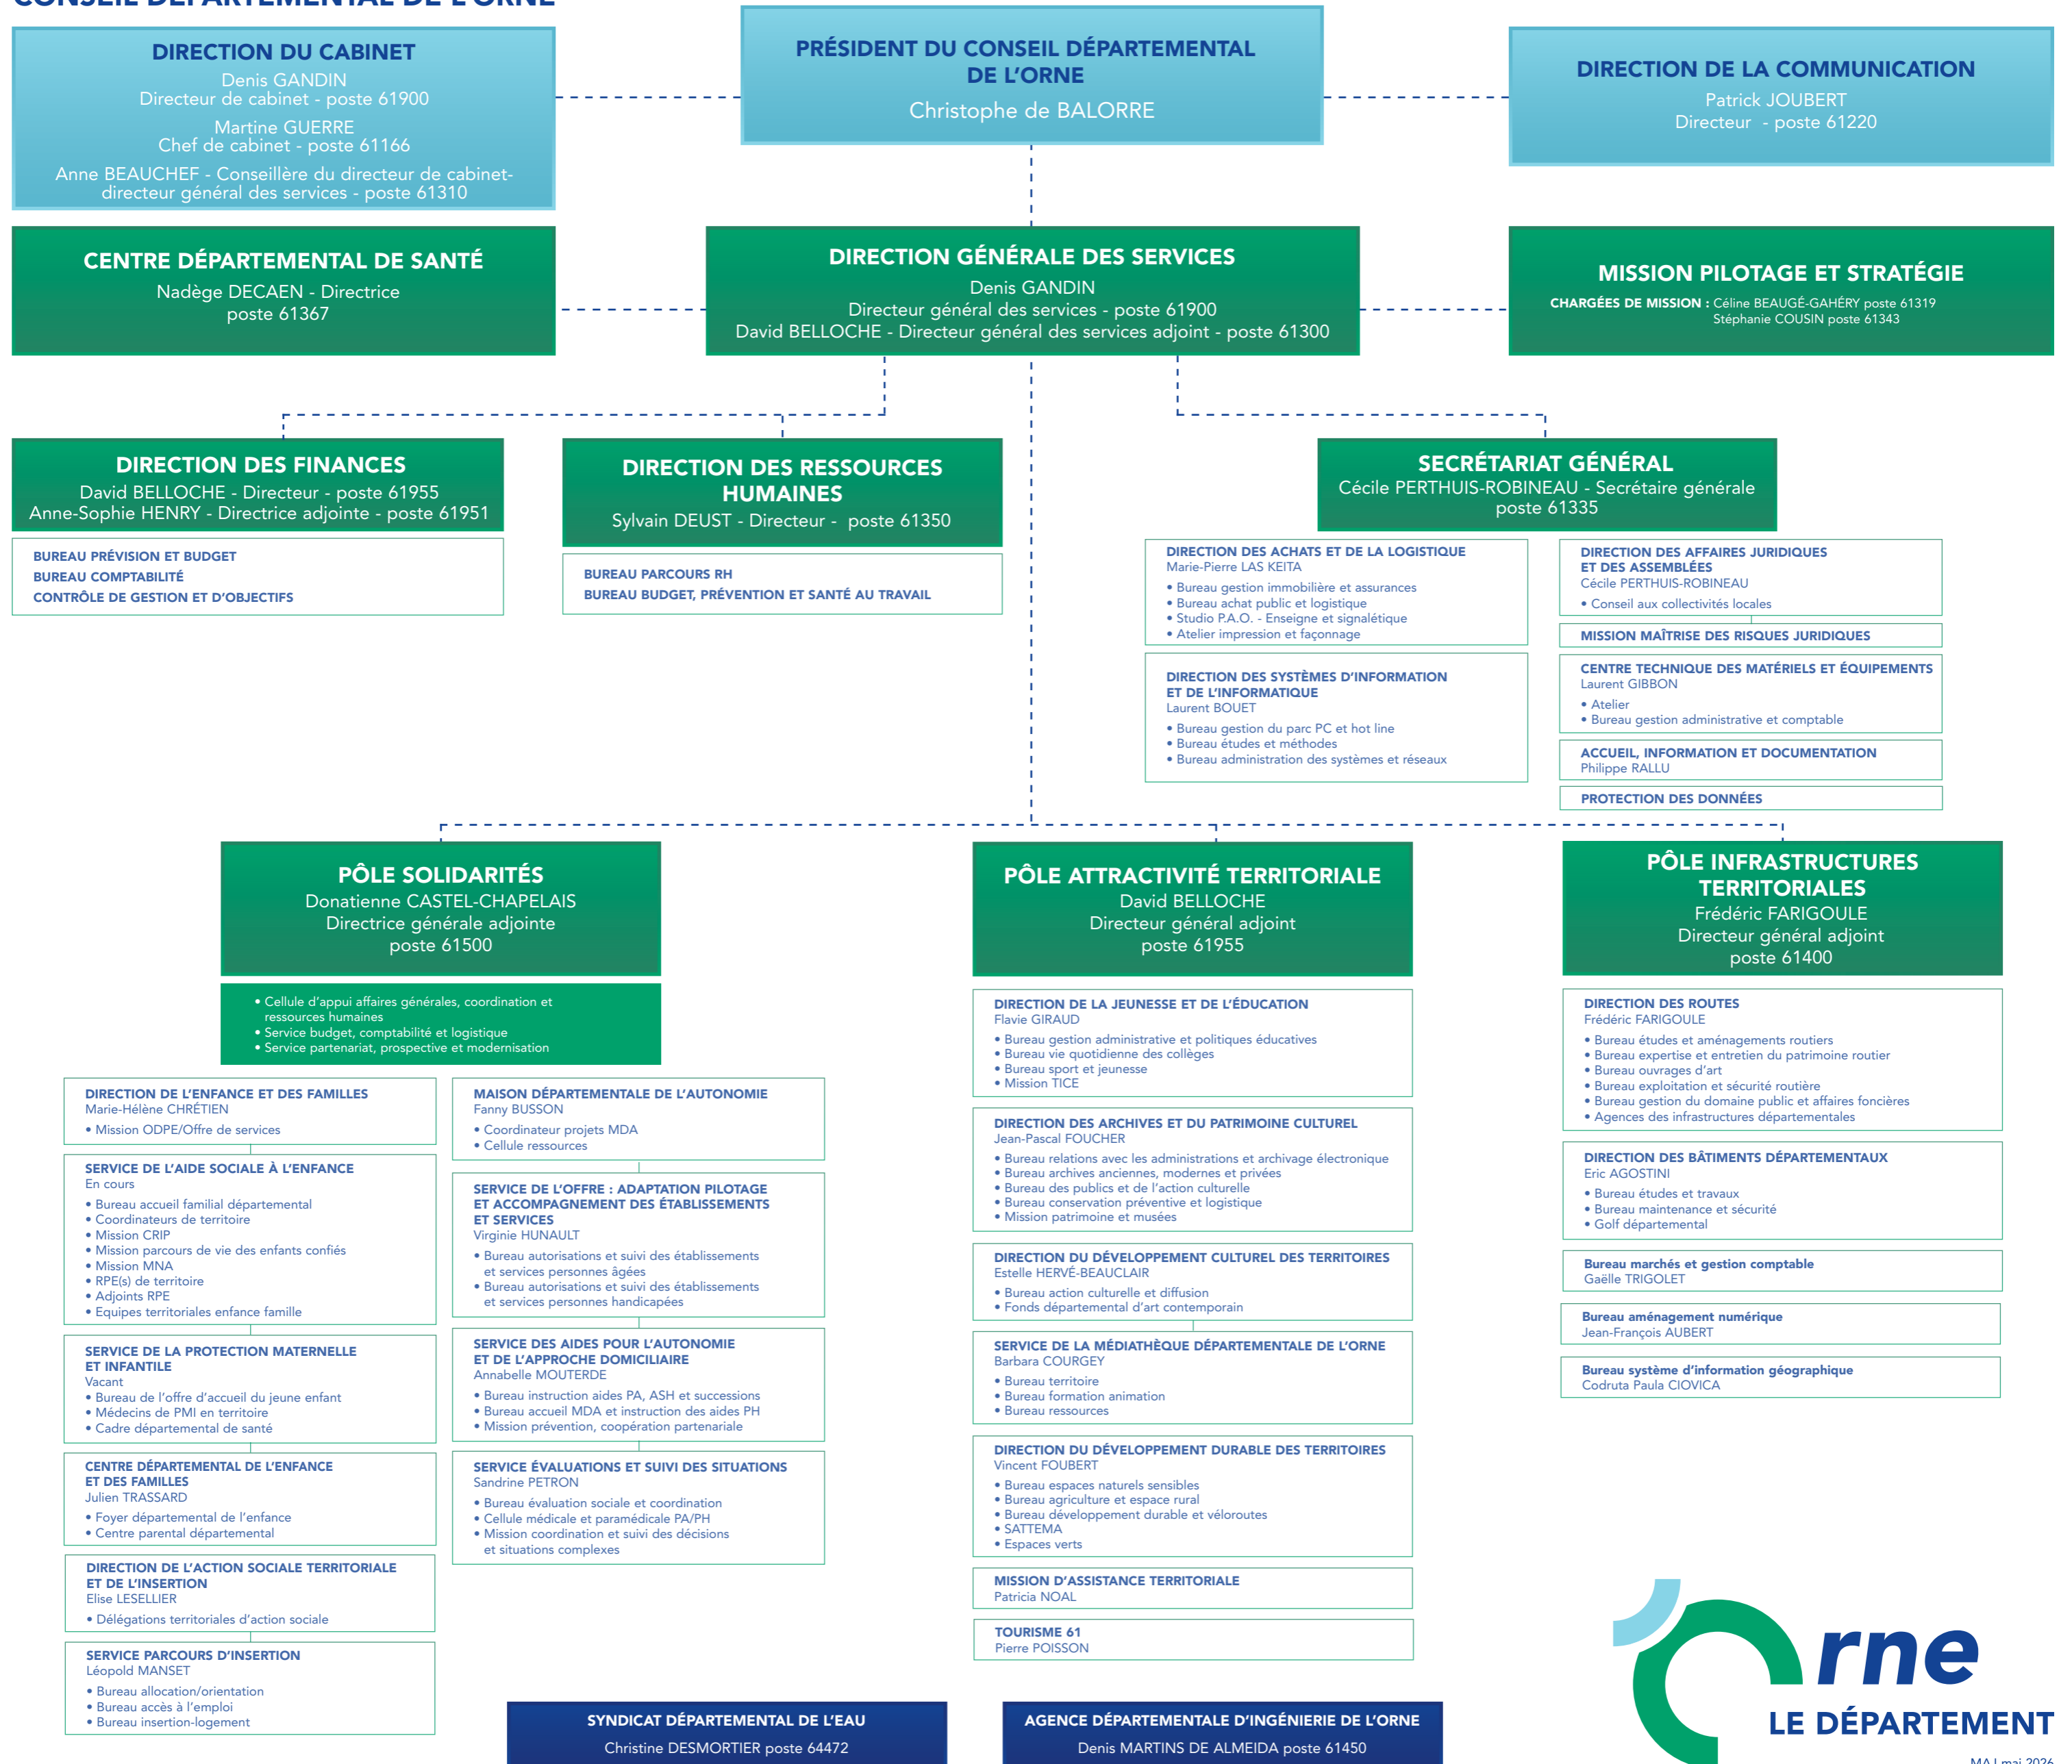 CONSEIL DÉPARTEMENTAL DE L'ORNE
DIRECTION DU CABINET
Denis GANDIN
Directeur de cabinet - poste 61900
Martine GUERRE
Chef de cabinet - poste 61166
Anne BEAUCHEF - Conseillère du directeur de cabinet-
directeur général des services - poste 61310
PRÉSIDENT DU CONSEIL DÉPARTEMENTAL
DE L'ORNE
Christophe de BALORRE
DIRECTION DE LA COMMUNICATION
Patrick JOUBERT
Directeur - poste 61220
CENTRE DÉPARTEMENTAL DE SANTÉ
Nadège DECAEN - Directrice
poste 61367
DIRECTION GÉNÉRALE DES SERVICES
Denis GANDIN
Directeur général des services - poste 61900
David BELLOCHE - Directeur général des services adjoint - poste 61300
MISSION PILOTAGE ET STRATÉGIE
CHARGÉES DE MISSION : Céline BEAUGÉ-GAHÉRY poste 61319
Stéphanie COUSIN poste 61343
DIRECTION DES FINANCES
David BELLOCHE - Directeur - poste 61955
Anne-Sophie HENRY - Directrice adjointe - poste 61951
BUREAU PRÉVISION ET BUDGET
BUREAU COMPTABILITÉ
CONTRÔLE DE GESTION ET D'OBJECTIFS
DIRECTION DES RESSOURCES
HUMAINES
Sylvain DEUST - Directeur - poste 61350
BUREAU PARCOURS RH
BUREAU BUDGET, PRÉVENTION ET SANTÉ AU TRAVAIL
SECRÉTARIAT GÉNÉRAL
Cécile PERTHUIS-ROBINEAU - Secrétaire générale
poste 61335
DIRECTION DES ACHATS ET DE LA LOGISTIQUE
Marie-Pierre LAS KEITA
• Bureau gestion immobilière et assurances
• Bureau achat public et logistique
• Studio P.A.O. - Enseigne et signalétique
• Atelier impression et façonnage
DIRECTION DES SYSTÈMES D'INFORMATION
ET DE L'INFORMATIQUE
Laurent BOUET
• Bureau gestion du parc PC et hot line
• Bureau études et méthodes
• Bureau administration des systèmes et réseaux
DIRECTION DES AFFAIRES JURIDIQUES
ET DES ASSEMBLÉES
Cécile PERTHUIS-ROBINEAU
• Conseil aux collectivités locales
MISSION MAÎTRISE DES RISQUES JURIDIQUES
CENTRE TECHNIQUE DES MATÉRIELS ET ÉQUIPEMENTS
Laurent GIBBON
• Atelier
• Bureau gestion administrative et comptable
ACCUEIL, INFORMATION ET DOCUMENTATION
Philippe RALLU
PROTECTION DES DONNÉES
PÔLE SOLIDARITÉS
Donatienne CASTEL-CHAPELAIS
Directrice générale adjointe
poste 61500
• Cellule d'appui affaires générales, coordination et
ressources humaines
• Service budget, comptabilité et logistique
• Service partenariat, prospective et modernisation
DIRECTION DE L'ENFANCE ET DES FAMILLES
Marie-Hélène CHRÉTIEN
• Mission ODPE/Offre de services
SERVICE DE L'AIDE SOCIALE À L'ENFANCE
En cours
• Bureau accueil familial départemental
• Coordinateurs de territoire
• Mission CRIP
• Mission parcours de vie des enfants confiés
• Mission MNA
• RPE(s) de territoire
• Adjoints RPE
• Equipes territoriales enfance famille
SERVICE DE LA PROTECTION MATERNELLE
ET INFANTILE
Vacant
• Bureau de l'offre d'accueil du jeune enfant
• Médecins de PMI en territoire
• Cadre départemental de santé
CENTRE DÉPARTEMENTAL DE L'ENFANCE
ET DES FAMILLES
Julien TRASSARD
• Foyer départemental de l'enfance
• Centre parental départemental
DIRECTION DE L'ACTION SOCIALE TERRITORIALE
ET DE L'INSERTION
Elise LESELLIER
• Délégations territoriales d'action sociale
SERVICE PARCOURS D'INSERTION
Léopold MANSET
• Bureau allocation/orientation
• Bureau accès à l'emploi
• Bureau insertion-logement
MAISON DÉPARTEMENTALE DE L'AUTONOMIE
Fanny BUSSON
• Coordinateur projets MDA
• Cellule ressources
SERVICE DE L'OFFRE : ADAPTATION PILOTAGE
ET ACCOMPAGNEMENT DES ÉTABLISSEMENTS
ET SERVICES
Virginie HUNAULT
• Bureau autorisations et suivi des établissements
et services personnes âgées
• Bureau autorisations et suivi des établissements
et services personnes handicapées
SERVICE DES AIDES POUR L'AUTONOMIE
ET DE L'APPROCHE DOMICILIAIRE
Annabelle MOUTERDE
• Bureau instruction aides PA, ASH et successions
• Bureau accueil MDA et instruction des aides PH
• Mission prévention, coopération partenariale
SERVICE ÉVALUATIONS ET SUIVI DES SITUATIONS
Sandrine PETRON
• Bureau évaluation sociale et coordination
• Cellule médicale et paramédicale PA/PH
• Mission coordination et suivi des décisions
et situations complexes
PÔLE ATTRACTIVITÉ TERRITORIALE
David BELLOCHE
Directeur général adjoint
poste 61955
DIRECTION DE LA JEUNESSE ET DE L'ÉDUCATION
Flavie GIRAUD
• Bureau gestion administrative et politiques éducatives
• Bureau vie quotidienne des collèges
• Bureau sport et jeunesse
• Mission TICE
DIRECTION DES ARCHIVES ET DU PATRIMOINE CULTUREL
Jean-Pascal FOUCHER
• Bureau relations avec les administrations et archivage électronique
• Bureau archives anciennes, modernes et privées
• Bureau des publics et de l'action culturelle
• Bureau conservation préventive et logistique
• Mission patrimoine et musées
DIRECTION DU DÉVELOPPEMENT CULTUREL DES TERRITOIRES
Estelle HERVÉ-BEAUCLAIR
• Bureau action culturelle et diffusion
• Fonds départemental d'art contemporain
SERVICE DE LA MÉDIATHÈQUE DÉPARTEMENTALE DE L'ORNE
Barbara COURGEY
• Bureau territoire
• Bureau formation animation
• Bureau ressources
DIRECTION DU DÉVELOPPEMENT DURABLE DES TERRITOIRES
Vincent FOUBERT
• Bureau espaces naturels sensibles
• Bureau agriculture et espace rural
• Bureau développement durable et véloroutes
• SATTEMA
• Espaces verts
MISSION D'ASSISTANCE TERRITORIALE
Patricia NOAL
TOURISME 61
Pierre POISSON
PÔLE INFRASTRUCTURES
TERRITORIALES
Frédéric FARIGOULE
Directeur général adjoint
poste 61400
DIRECTION DES ROUTES
Frédéric FARIGOULE
• Bureau études et aménagements routiers
• Bureau expertise et entretien du patrimoine routier
• Bureau ouvrages d'art
• Bureau exploitation et sécurité routière
• Bureau gestion du domaine public et affaires foncières
• Agences des infrastructures départementales
DIRECTION DES BÂTIMENTS DÉPARTEMENTAUX
Eric AGOSTINI
• Bureau études et travaux
• Bureau maintenance et sécurité
• Golf départemental
Bureau marchés et gestion comptable
Gaëlle TRIGOLET
Bureau aménagement numérique
Jean-François AUBERT
Bureau système d'information géographique
Codruta Paula CIOVICA
SYNDICAT DÉPARTEMENTAL DE L'EAU
Christine DESMORTIER poste 64472
AGENCE DÉPARTEMENTALE D'INGÉNIERIE DE L'ORNE
Denis MARTINS DE ALMEIDA poste 61450
Orne
LE DÉPARTEMENT
MAJ mai 2026